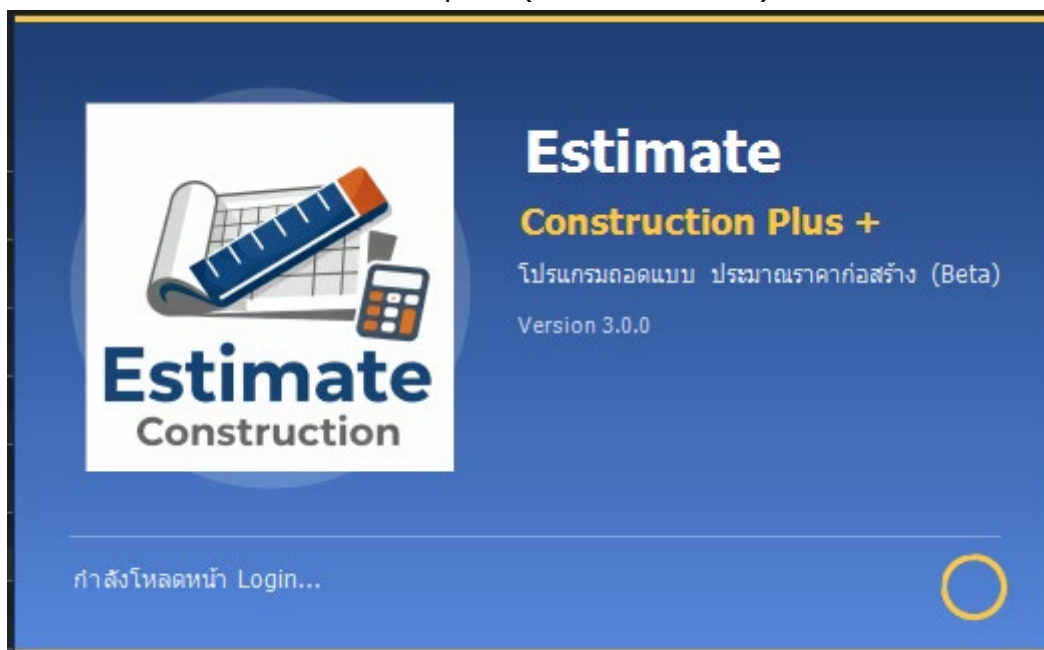 Estimate
Construction
Estimate
Construction Plus +
โปรแกรมถอดแบบ ประมาณราคาก่อสร้าง (Beta)
Version 3.0.0
กำลังโหลดหน้า Login...